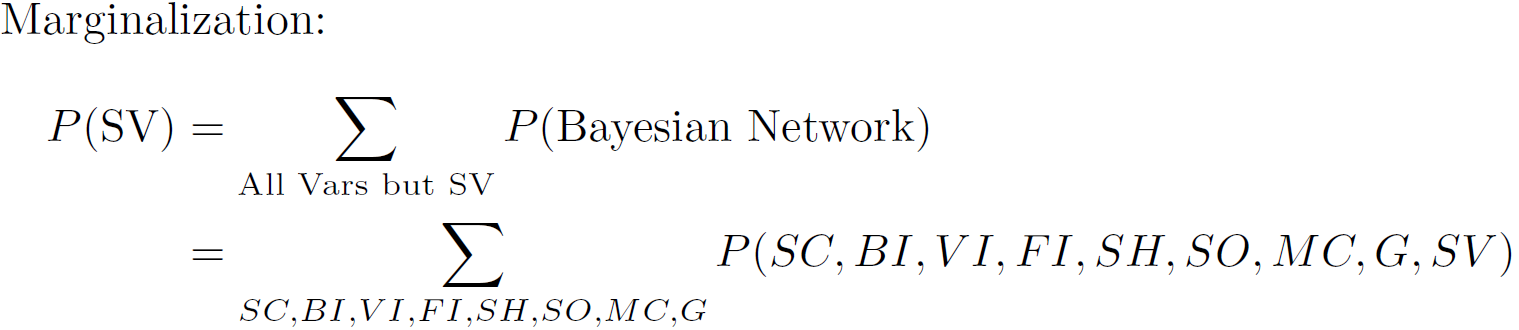 Marginalization:
P(SV) = ∑ P(Bayesian Network)
All Vars but SV
= ∑ P(SC, BI, VI, FI, SH, SO, MC, G, SV)
SC,BI,VI,FI,SH,SO,MC,G